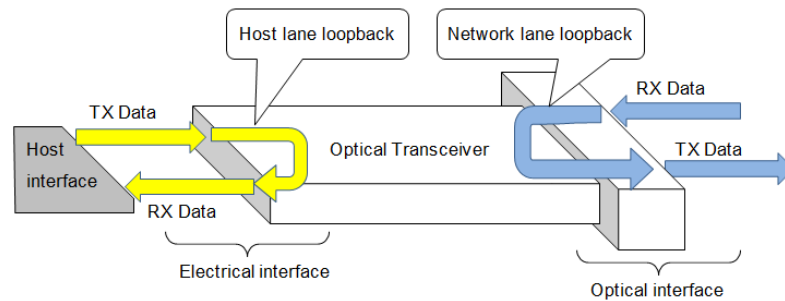 Host lane loopback
Network lane loopback
TX Data
RX Data
Host
interface
Optical Transceiver
TX Data
RX Data
Electrical interface
Optical interface